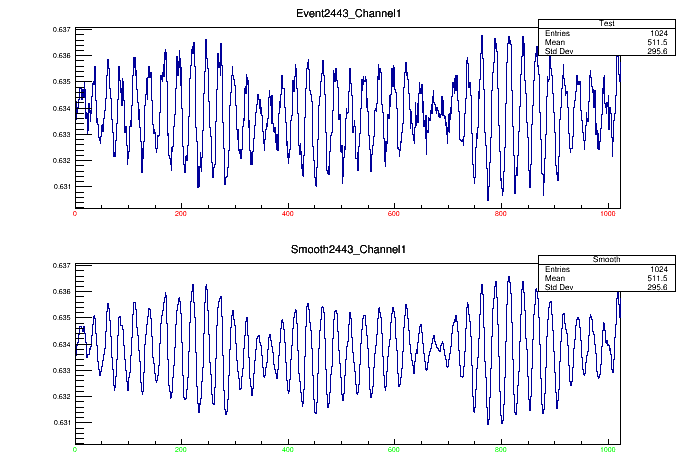 Event2443_Channel1
Test
Entries 1024
Mean 511.5
Std Dev 295.6
0.637
0.636
0.635
0.634
0.633
0.632
0.631
0 200 400 600 800 1000
Smooth2443_Channel1
Smooth
Entries 1024
Mean 511.5
Std Dev 295.6
0.637
0.636
0.635
0.634
0.633
0.632
0.631
0 200 400 600 800 1000